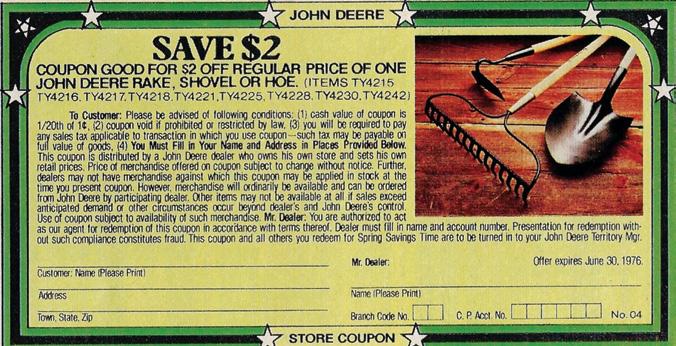 JOHN DEERE
SAVE $2
COUPON GOOD FOR $2 OFF REGULAR PRICE OF ONE
JOHN DEERE RAKE, SHOVEL OR HOE. (ITEMS TY4215
TY4216, TY4217, TY4218, TY4221, TY4225, TY4228, TY4230, TY4242)
To Customer: Please be advised of following conditions: (1) cash value of coupon is
1/20th of 1¢, (2) coupon void if prohibited or restricted by law, (3) you will be required to pay
any sales tax applicable to transaction in which you use coupon—such tax may be payable on
full value of goods, (4) You Must Fill in Your Name and Address in Places Provided Below.
This coupon is distributed by a John Deere dealer who owns his own store and sets his own
retail prices. Price of merchandise offered on coupon subject to change without notice. Further,
dealers may not have merchandise against which this coupon may be applied in stock at the
time you present coupon. However, merchandise will ordinarily be available and can be ordered
from John Deere by participating dealer. Other items may not be available at all if sales exceed
anticipated demand or other circumstances occur beyond dealer's and John Deere's control.
Use of coupon subject to availability of such merchandise. Mr. Dealer: You are authorized to act
as our agent for redemption of this coupon in accordance with terms thereof. Dealer must fill in name and account number. Presentation for redemption with-
out such compliance constitutes fraud. This coupon and all others you redeem for Spring Savings Time are to be turned in to your John Deere Territory Mgr.
Mr. Dealer: Offer expires June 30, 1976.
Customer: Name (Please Print)
Address
Name (Please Print)
Town, State, Zip
Branch Code No. C. P. Acct. No. No. 04
STORE COUPON